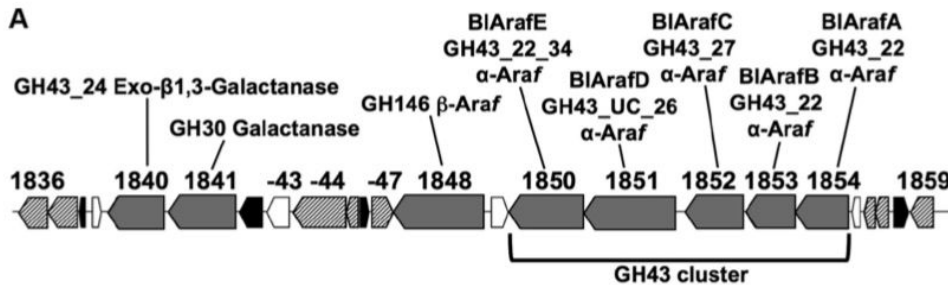 A
BlArafE
GH43_22_34
α-Araf
BlArafC
GH43_27
α-Araf
BlArafA
GH43_22
α-Araf
GH43_24 Exo-β1,3-Galactanase
GH30 Galactanase
GH146 β-Araf
BlArafD
GH43_UC_26
α-Araf
BlArafB
GH43_22
α-Araf
1836 1840 1841 -43 -44 -47 1848 1850 1851 1852 1853 1854 1859
GH43 cluster